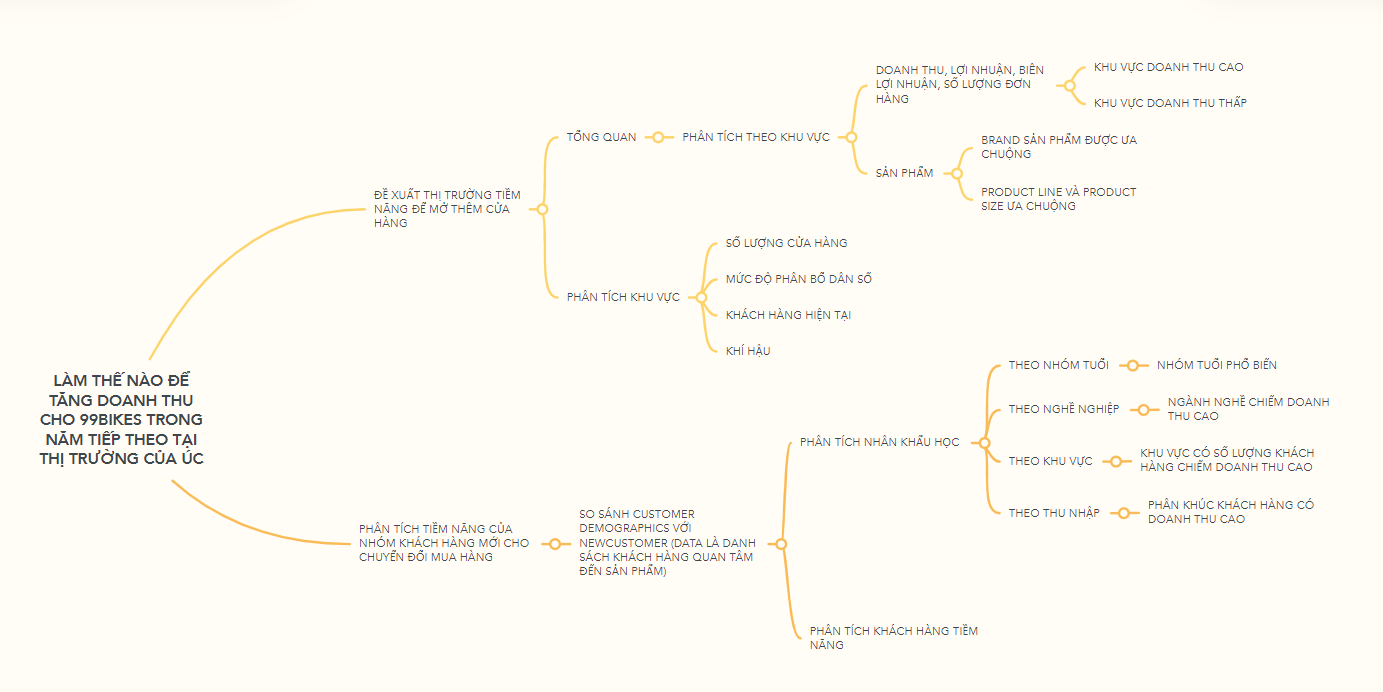 LÀM THẾ NÀO ĐỂ
TĂNG DOANH THU
CHO 99BIKES TRONG
NĂM TIẾP THEO TẠI
THỊ TRƯỜNG CỦA ÚC
ĐỀ XUẤT THỊ TRƯỜNG TIỀM
NĂNG ĐỂ MỞ THÊM CỬA
HÀNG
TỔNG QUAN
PHÂN TÍCH THEO KHU VỰC
DOANH THU, LỢI NHUẬN, BIÊN
LỢI NHUẬN, SỐ LƯỢNG ĐƠN
HÀNG
KHU VỰC DOANH THU CAO
KHU VỰC DOANH THU THẤP
SẢN PHẨM
BRAND SẢN PHẨM ĐƯỢC ƯA
CHUỘNG
PRODUCT LINE VÀ PRODUCT
SIZE ƯA CHUỘNG
PHÂN TÍCH KHU VỰC
SỐ LƯỢNG CỬA HÀNG
MỨC ĐỘ PHÂN BỔ DÂN SỐ
KHÁCH HÀNG HIỆN TẠI
KHÍ HẬU
PHÂN TÍCH TIỀM NĂNG CỦA
NHÓM KHÁCH HÀNG MỚI CHO
CHUYỂN ĐỔI MUA HÀNG
SO SÁNH CUSTOMER
DEMOGRAPHICS VỚI
NEWCUSTOMER (DATA LÀ DANH
SÁCH KHÁCH HÀNG QUAN TÂM
ĐẾN SẢN PHẨM)
PHÂN TÍCH NHÂN KHẨU HỌC
THEO NHÓM TUỔI
NHÓM TUỔI PHỔ BIẾN
THEO NGHỀ NGHIỆP
NGÀNH NGHỀ CHIẾM DOANH
THU CAO
THEO KHU VỰC
KHU VỰC CÓ SỐ LƯỢNG KHÁCH
HÀNG CHIẾM DOANH THU CAO
THEO THU NHẬP
PHÂN KHÚC KHÁCH HÀNG CÓ
DOANH THU CAO
PHÂN TÍCH KHÁCH HÀNG TIỀM
NĂNG